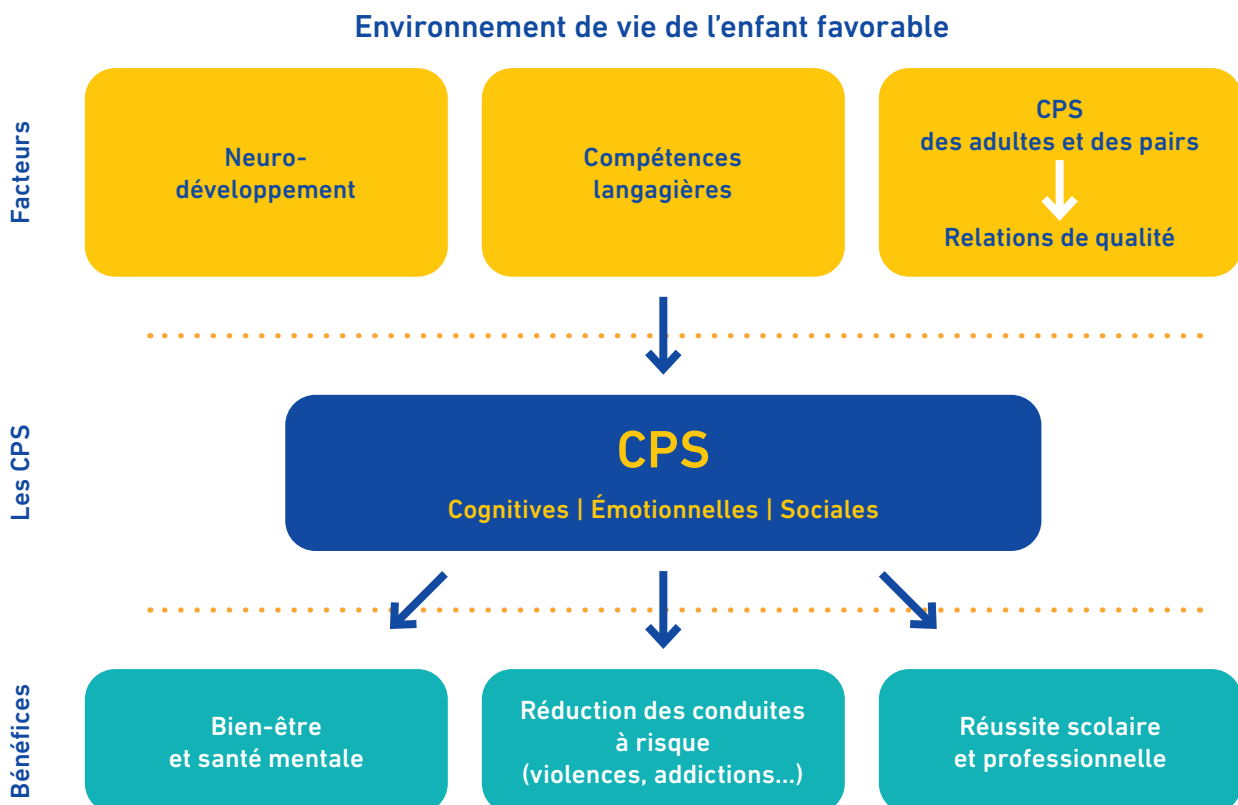 Environnement de vie de l'enfant favorable
Facteurs
Neuro-
développement
Compétences
langagières
CPS
des adultes et des pairs
Relations de qualité
Les CPS
CPS
Cognitives | Émotionnelles | Sociales
Bénéfices
Bien-être
et santé mentale
Réduction des conduites
à risque
(violences, addictions...)
Réussite scolaire
et professionnelle